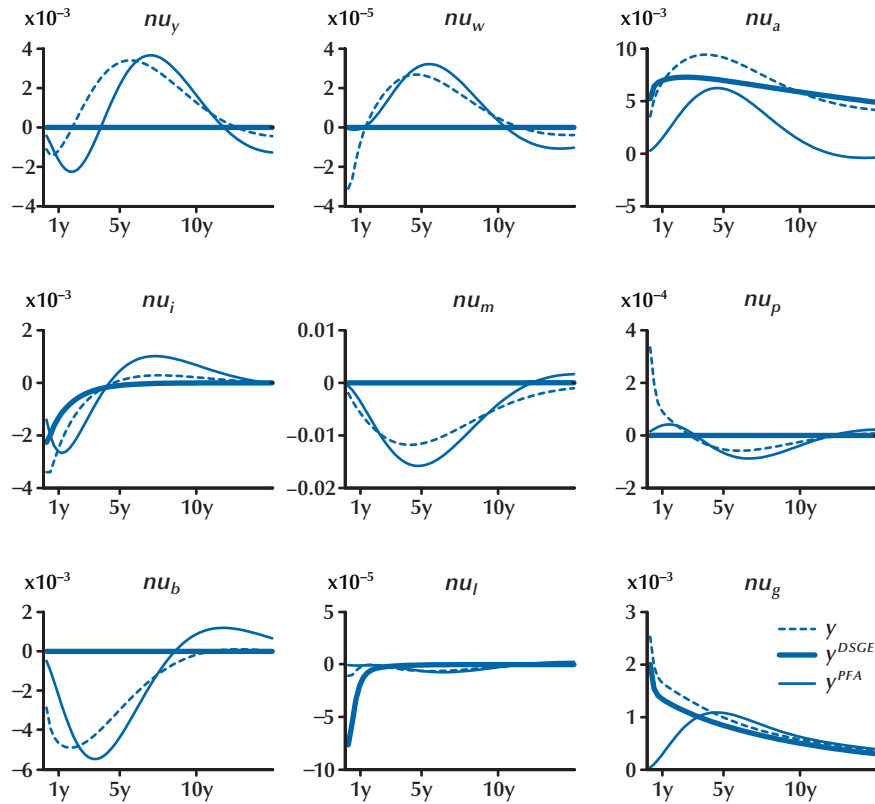 x10–3 nu_y
4
2
0
–2
–4
1y 5y 10y
x10–5 nu_w
4
2
0
–2
–4
1y 5y 10y
x10–3 nu_a
10
5
0
–5
1y 5y 10y
x10–3 nu_i
2
0
–2
–4
1y 5y 10y
nu_m
0.01
0
–0.01
–0.02
1y 5y 10y
x10–4 nu_p
4
2
0
–2
1y 5y 10y
x10–3 nu_b
2
0
–2
–4
–6
1y 5y 10y
x10–5 nu_l
5
0
–5
–10
1y 5y 10y
x10–3 nu_g
3
2
1
0
1y 5y 10y
y
y^DSGE
y^PFA